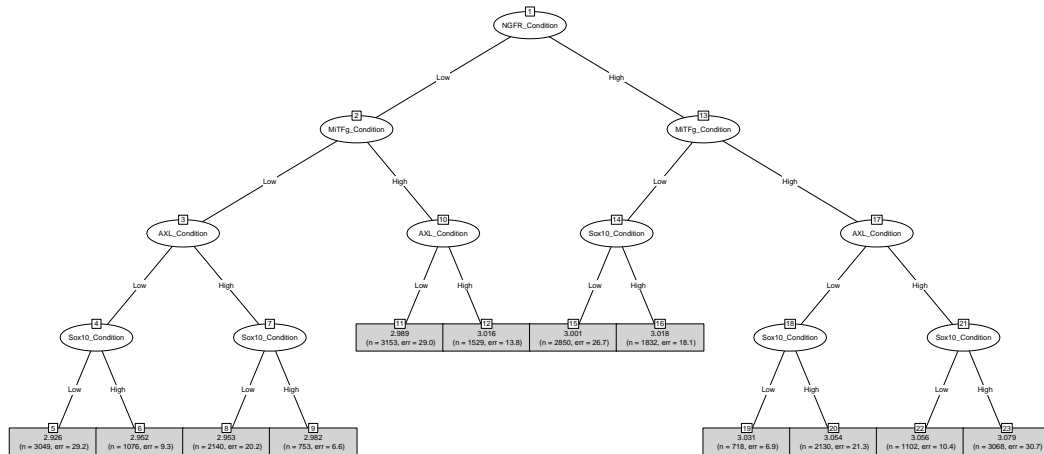 1
NGFR_Condition
Low
High
2
MiTFg_Condition
13
MiTFg_Condition
Low
High
Low
High
3
AXL_Condition
10
AXL_Condition
14
Sox10_Condition
17
AXL_Condition
Low
High
Low
High
Low
High
Low
High
4
Sox10_Condition
7
Sox10_Condition
11
2.989
(n = 3153, err = 29.0)
12
3.016
(n = 1529, err = 13.8)
15
3.001
(n = 2850, err = 26.7)
16
3.018
(n = 1832, err = 18.1)
18
Sox10_Condition
21
Sox10_Condition
Low
High
Low
High
Low
High
Low
High
5
2.926
(n = 3049, err = 29.2)
6
2.952
(n = 1076, err = 9.3)
8
2.953
(n = 2140, err = 20.2)
9
2.982
(n = 753, err = 6.6)
19
3.031
(n = 718, err = 6.9)
20
3.054
(n = 2130, err = 21.3)
22
3.056
(n = 1102, err = 10.4)
23
3.079
(n = 3068, err = 30.7)